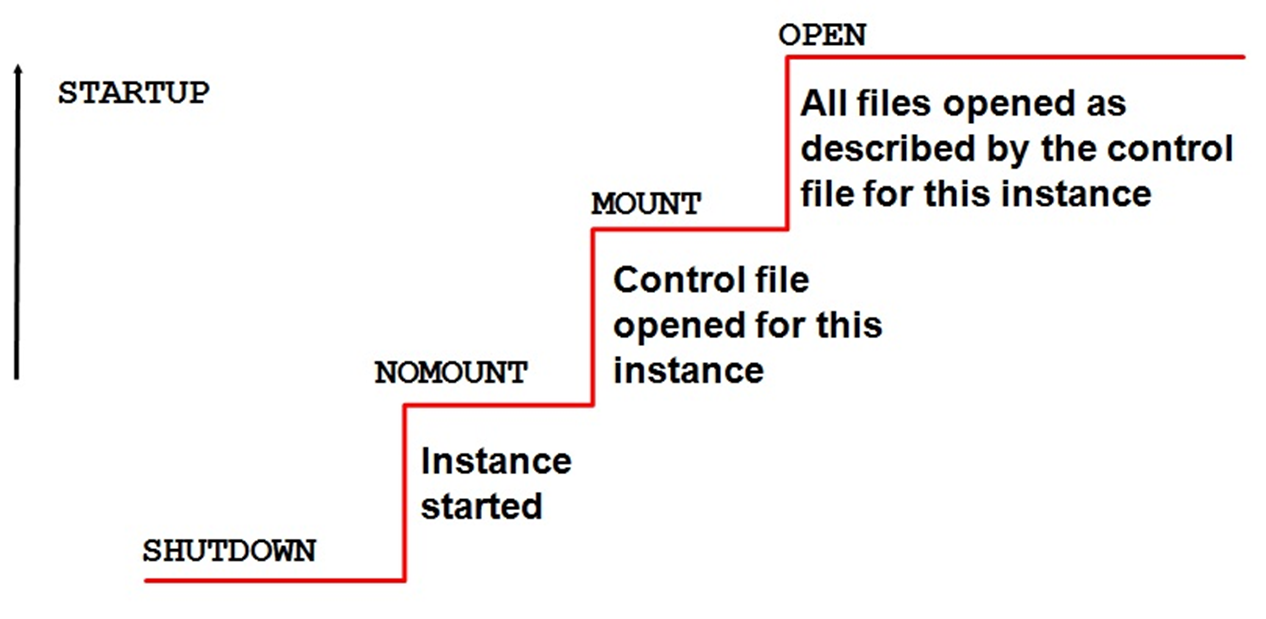 OPEN
STARTUP
All files opened as
described by the control
file for this instance
MOUNT
Control file
opened for this
instance
NOMOUNT
Instance
started
SHUTDOWN